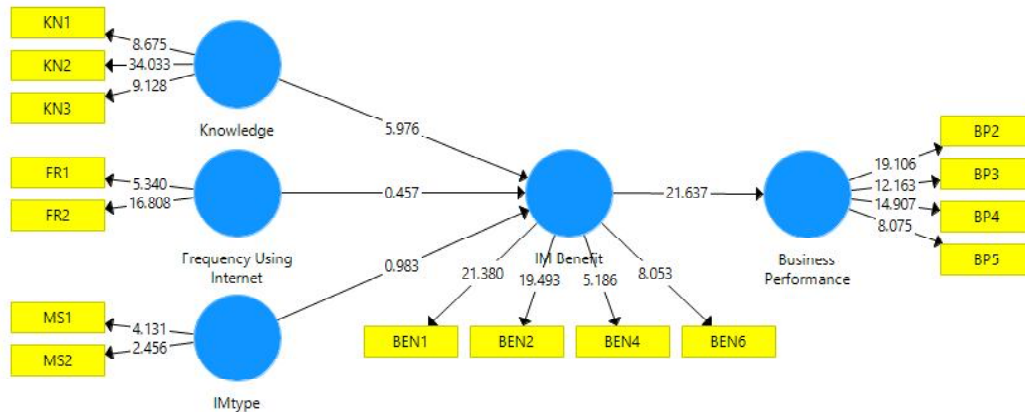 KN1
8.675
KN2
34.033
KN3
9.128
Knowledge
5.976
FR1
5.340
FR2
16.808
Frequency Using
Internet
0.457
MS1
4.131
MS2
2.456
IMtype
0.983
IM Benefit
21.637
21.380
19.493
5.186
8.053
BEN1
BEN2
BEN4
BEN6
Business
Performance
19.106
BP2
12.163
BP3
14.907
BP4
8.075
BP5